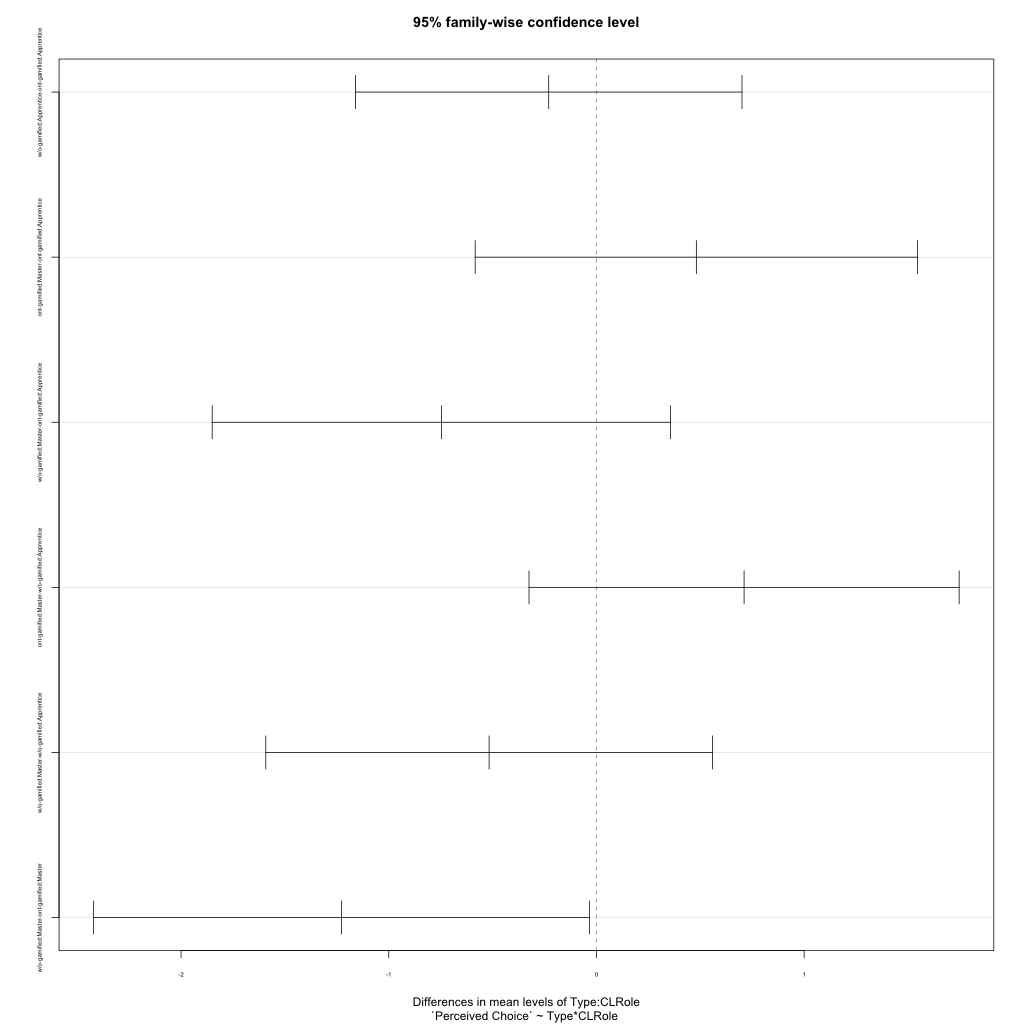 95% family-wise confidence level
w/o-gamified:Apprentice-ont-gamified:Apprentice
ont-gamified:Master-ont-gamified:Apprentice
w/o-gamified:Master-ont-gamified:Apprentice
ont-gamified:Master-w/o-gamified:Apprentice
w/o-gamified:Master-w/o-gamified:Apprentice
w/o-gamified:Master-ont-gamified:Master
-2 -1 0 1
Differences in mean levels of Type:CLRole
`Perceived Choice` ~ Type*CLRole